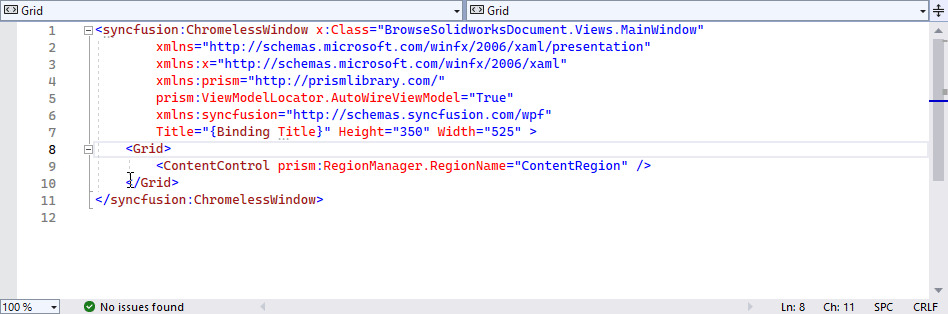 Grid Grid
1 <syncfusion:ChromelessWindow x:Class="BrowseSolidworksDocument.Views.MainWindow"
2 xmlns="http://schemas.microsoft.com/winfx/2006/xaml/presentation"
3 xmlns:x="http://schemas.microsoft.com/winfx/2006/xaml"
4 xmlns:prism="http://prismlibrary.com/"
5 prism:ViewModelLocator.AutoWireViewModel="True"
6 xmlns:syncfusion="http://schemas.syncfusion.com/wpf"
7 Title="{Binding Title}" Height="350" Width="525" >
8 <Grid>
9 <ContentControl prism:RegionManager.RegionName="ContentRegion" />
10 </Grid>
11 </syncfusion:ChromelessWindow>
12
100 % No issues found Ln: 8 Ch: 11 SPC CRLF